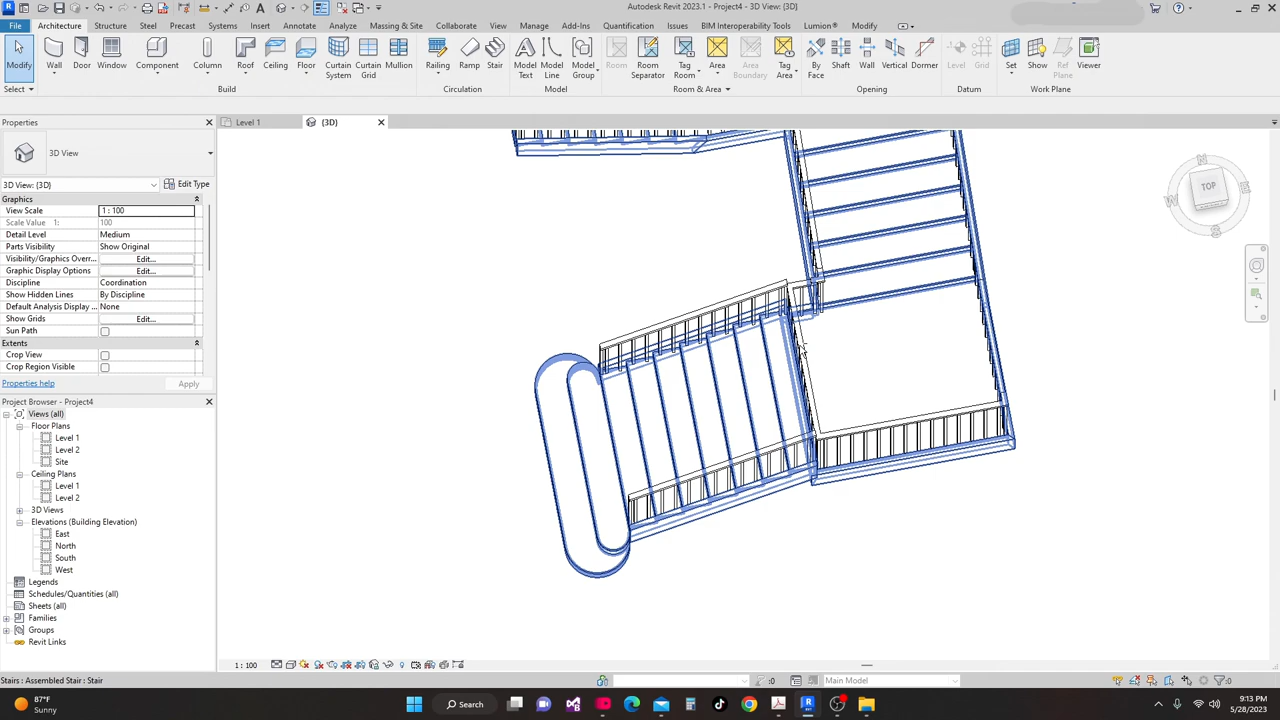 Autodesk Revit 2023.1 - Project4 - 3D View: {3D}
File Architecture Structure Steel Precast Systems Insert Annotate Analyze Massing & Site Collaborate View Manage Add-Ins Quantification Issues BIM Interoperability Tools Lumion® Modify
Modify Wall Door Window Component Column Roof Ceiling Floor Curtain System Curtain Grid Mullion Railing Ramp Stair Model Text Model Line Model Group Room Room Separator Tag Room Area Area Boundary Tag Area By Face Shaft Wall Vertical Dormer Level Grid Set Show Ref Plane Viewer
Select Build Circulation Model Room & Area Opening Datum Work Plane
Properties
Level 1
{3D}
3D View
3D View: {3D}
Edit Type
Graphics
View Scale 1 : 100
Scale Value 1: 100
Detail Level Medium
Parts Visibility Show Original
Visibility/Graphics Over... Edit...
Graphic Display Options Edit...
Discipline Coordination
Show Hidden Lines By Discipline
Default Analysis Display ... None
Show Grids Edit...
Sun Path
Extents
Crop View
Crop Region Visible
Properties help Apply
Project Browser - Project4
Views (all)
Floor Plans
Level 1
Level 2
Site
Ceiling Plans
Level 1
Level 2
3D Views
Elevations (Building Elevation)
East
North
South
West
Legends
Schedules/Quantities (all)
Sheets (all)
Families
Groups
Revit Links
TOP
N
E
S
W
1 : 100
Stairs : Assembled Stair : Stair
:0
Main Model
:0
87°F
Sunny
Search
9:13 PM
5/28/2023